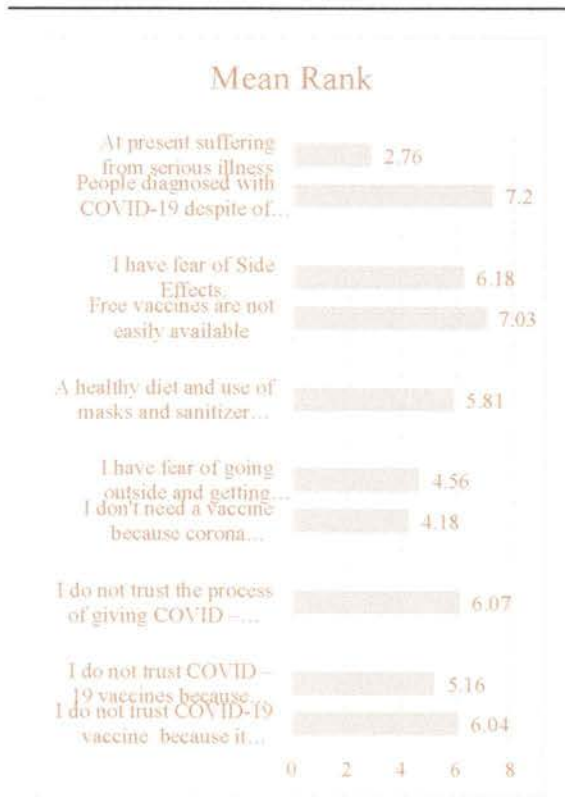 Mean Rank
At present suffering
from serious illness
2.76
People diagnosed with
COVID-19 despite of...
7.2
I have fear of Side
Effects
6.18
Free vaccines are not
easily available
7.03
A healthy diet and use of
masks and sanitizer...
5.81
I have fear of going
outside and getting...
4.56
I don't need a vaccine
because corona...
4.18
I do not trust the process
of giving COVID –...
6.07
I do not trust COVID –
19 vaccines because...
5.16
I do not trust COVID-19
vaccine because it...
6.04
0 2 4 6 8